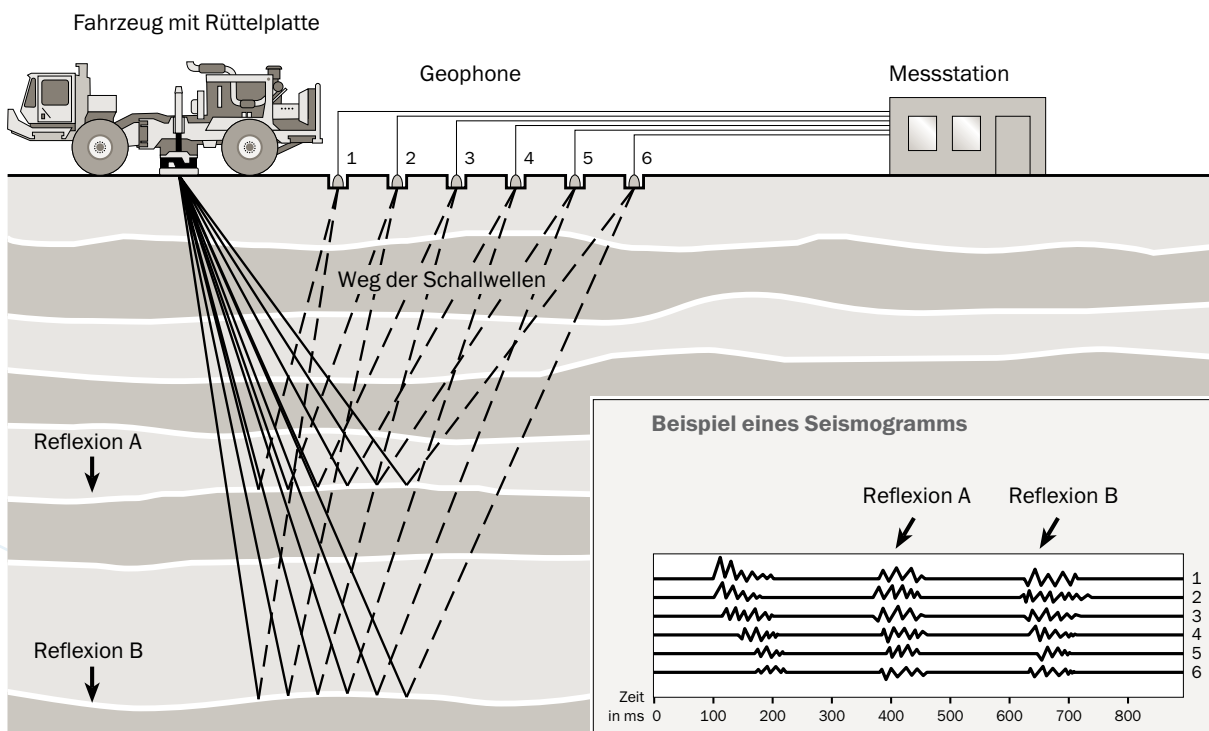 Fahrzeug mit Rüttelplatte
Geophone
Messstation
1 2 3 4 5 6
Weg der Schallwellen
Reflexion A
Reflexion B
Beispiel eines Seismogramms
Reflexion A Reflexion B
1
2
3
4
5
6
Zeit
in ms 0 100 200 300 400 500 600 700 800